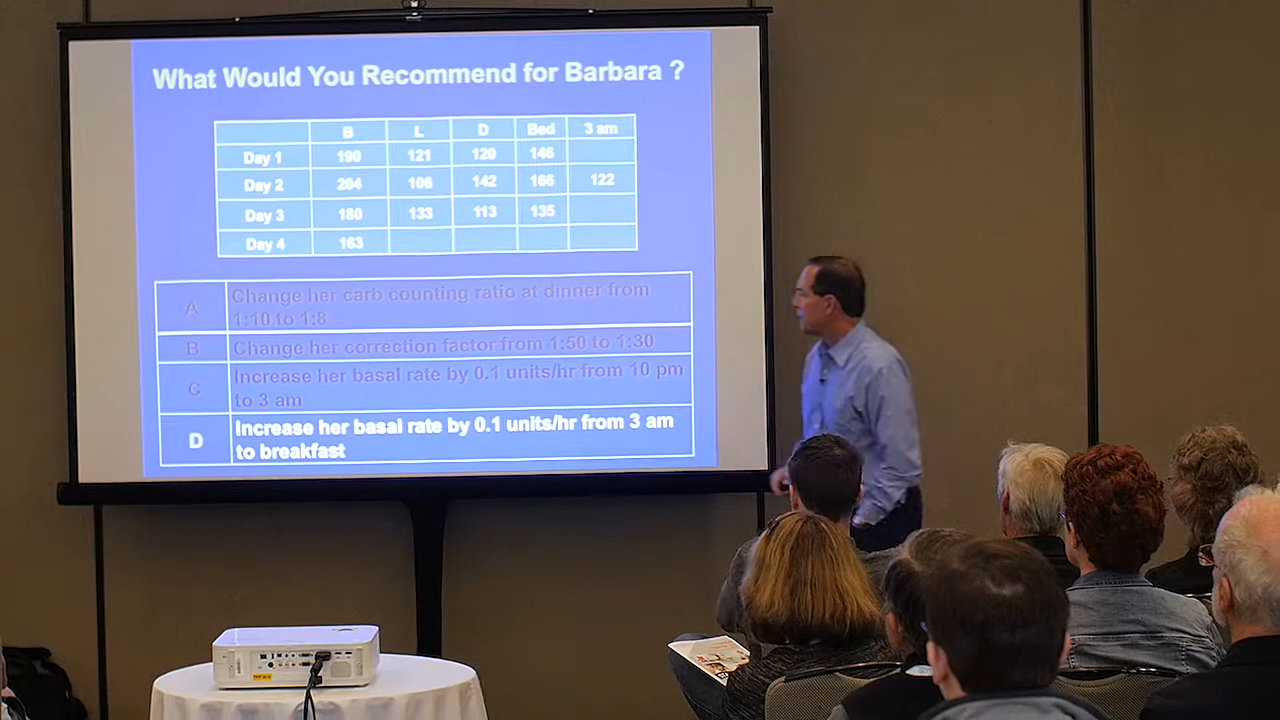 What Would You Recommend for Barbara ?
B L D Bed 3 am
Day 1 190 121 120 146
Day 2 204 106 142 166 122
Day 3 180 133 113 135
Day 4 163
A Change her carb counting ratio at dinner from
1:10 to 1:8
B Change her correction factor from 1:50 to 1:30
C Increase her basal rate by 0.1 units/hr from 10 pm
to 3 am
D Increase her basal rate by 0.1 units/hr from 3 am
to breakfast